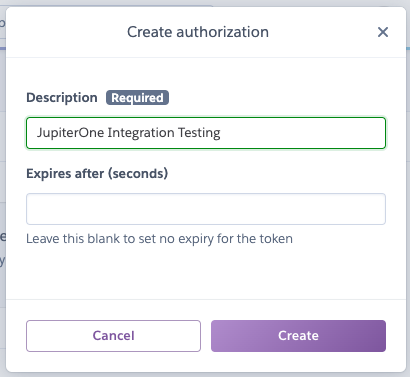 Create authorization
Description Required
JupiterOne Integration Testing
Expires after (seconds)
Leave this blank to set no expiry for the token
Cancel
Create